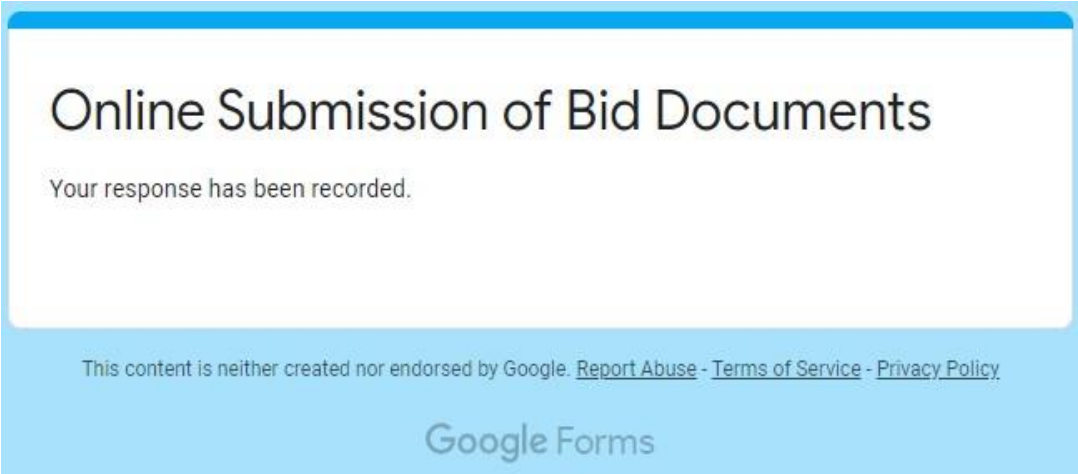 Online Submission of Bid Documents
Your response has been recorded.
This content is neither created nor endorsed by Google. Report Abuse - Terms of Service - Privacy Policy
Google Forms